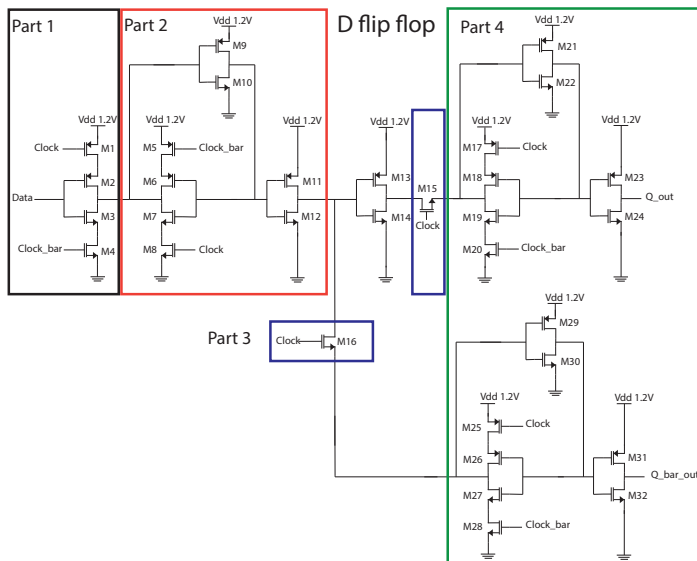 Part 1
Part 2
D flip flop
Part 4
Vdd 1.2V
M9
M10
Vdd 1.2V
M21
M22
Vdd 1.2V
Clock
M1
M2
Data
M3
Clock_bar
M4
Vdd 1.2V
M5
Clock_bar
M6
M7
M8
Clock
Vdd 1.2V
M11
M12
Vdd 1.2V
M13
M14
M15
Clock
Vdd 1.2V
M17
Clock
M18
M19
M20
Clock_bar
Vdd 1.2V
M23
Q_out
M24
Part 3
Clock
M16
Vdd 1.2V
M29
M30
Vdd 1.2V
M25
Clock
M26
M27
M28
Clock_bar
Vdd 1.2V
M31
Q_bar_out
M32